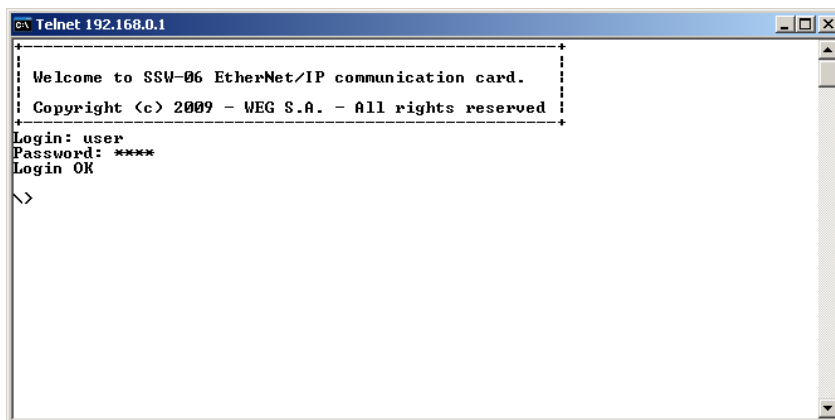 Telnet 192.168.0.1
Welcome to SSW-06 EtherNet/IP communication card.
Copyright (c) 2009 - WEG S.A. - All rights reserved
Login: user
Password: ****
Login OK
\>